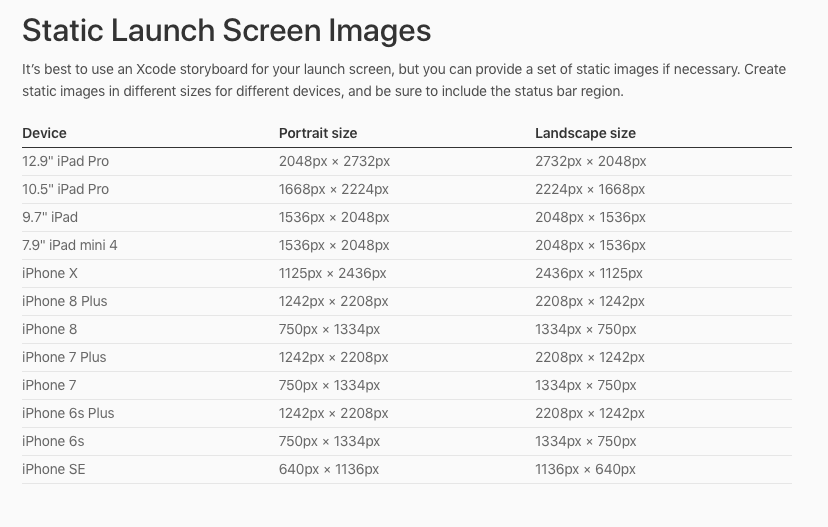 Static Launch Screen Images
It's best to use an Xcode storyboard for your launch screen, but you can provide a set of static images if necessary. Create
static images in different sizes for different devices, and be sure to include the status bar region.
Device Portrait size Landscape size
12.9" iPad Pro 2048px × 2732px 2732px × 2048px
10.5" iPad Pro 1668px × 2224px 2224px × 1668px
9.7" iPad 1536px × 2048px 2048px × 1536px
7.9" iPad mini 4 1536px × 2048px 2048px × 1536px
iPhone X 1125px × 2436px 2436px × 1125px
iPhone 8 Plus 1242px × 2208px 2208px × 1242px
iPhone 8 750px × 1334px 1334px × 750px
iPhone 7 Plus 1242px × 2208px 2208px × 1242px
iPhone 7 750px × 1334px 1334px × 750px
iPhone 6s Plus 1242px × 2208px 2208px × 1242px
iPhone 6s 750px × 1334px 1334px × 750px
iPhone SE 640px × 1136px 1136px × 640px